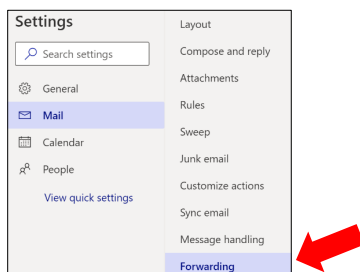 Settings
Search settings
General
Mail
Calendar
People
View quick settings
Layout
Compose and reply
Attachments
Rules
Sweep
Junk email
Customize actions
Sync email
Message handling
Forwarding